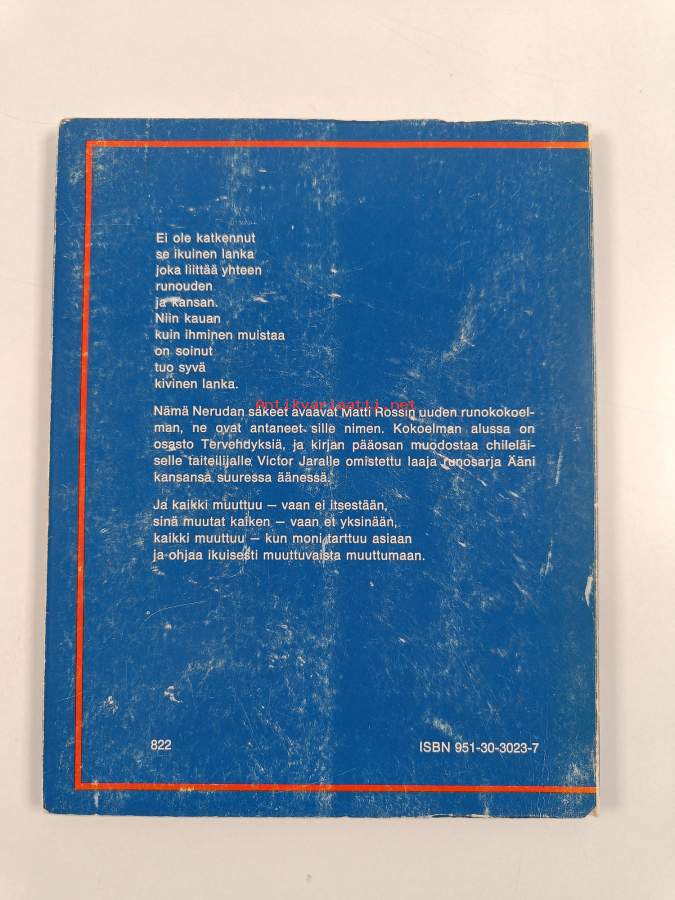 Ei ole katkennut
se ikuinen lanka
joka liittää yhteen
runouden
ja kansan.
Niin kauan
kuin ihminen muistaa
on soinut
tuo syvä
kivinen lanka.
Antikvariaatti.net
Nämä Nerudan säkeet avaavat Matti Rossin uuden runokokoel-
man, ne ovat antaneet sille nimen. Kokoelman alussa on
osasto Tervehdyksiä, ja kirjan pääosan muodostaa chileläi-
selle taiteilijalle Victor Jaralle omistettu laaja runosarja Ääni
kansansa suuressa äänessä.
Ja kaikki muuttuu – vaan ei itsestään,
sinä muutat kaiken – vaan et yksinään,
kaikki muuttuu – kun moni tarttuu asiaan
ja ohjaa ikuisesti muuttuvaista muuttumaan.
822
ISBN 951-30-3023-7